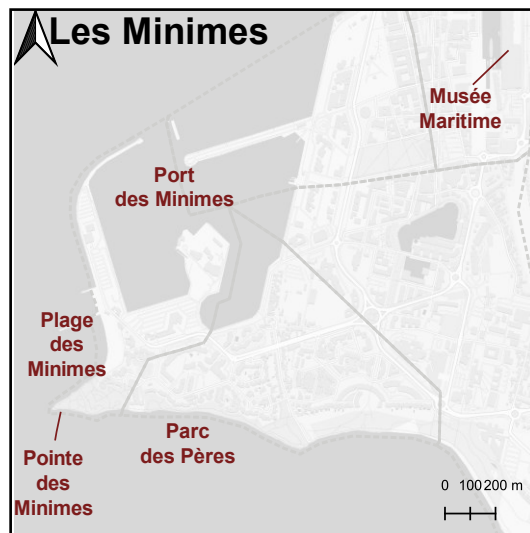 Les Minimes
Musée
Maritime
Port
des Minimes
Plage
des
Minimes
Parc
des Pères
Pointe
des
Minimes
0 100 200 m